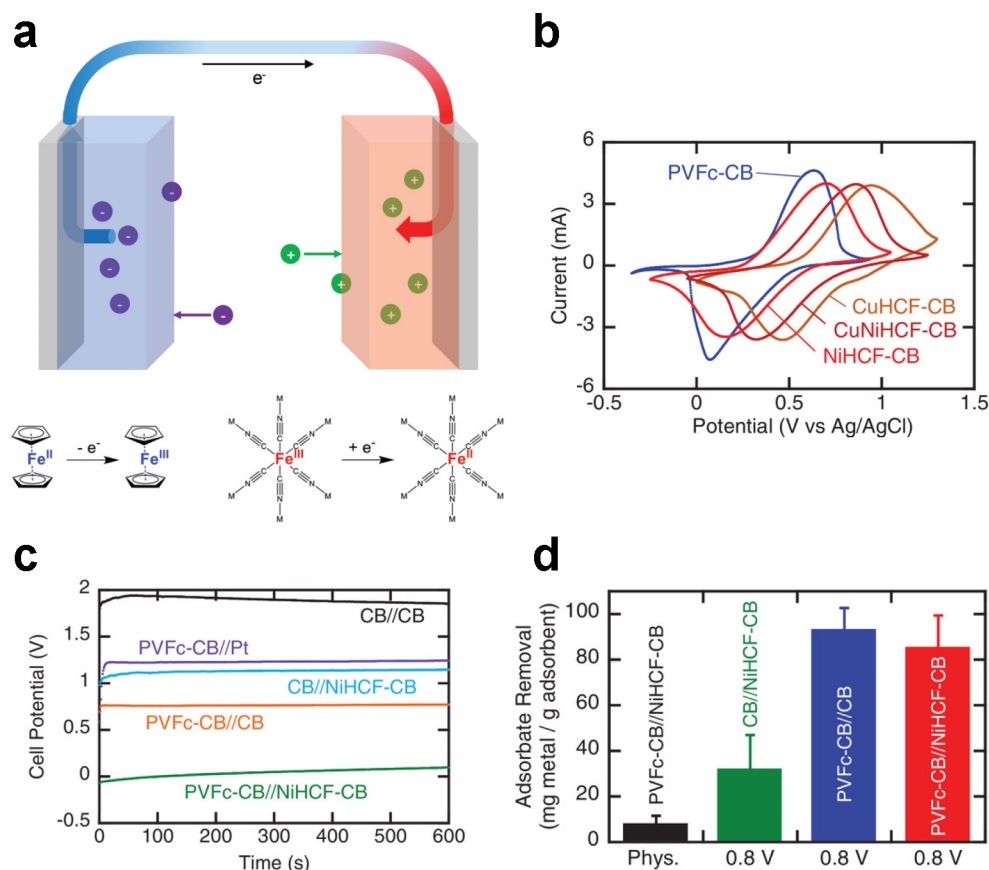 a
e-
-
-
-
-
-
-
+
+
+
+
+
+
Fe II
- e-
Fe III
M
M
M
N
N
N
C
C
C
Fe III
C
C
C
N
N
N
M
M
M
+ e-
M
M
M
N
N
N
C
C
C
Fe II
C
C
C
N
N
N
M
M
M
b
6
3
0
-3
-6
Current (mA)
PVFc-CB
CuHCF-CB
CuNiHCF-CB
NiHCF-CB
-0.5
0
0.5
1
1.5
Potential (V vs Ag/AgCl)
c
2
1.5
1
0.5
0
-0.5
Cell Potential (V)
CB//CB
PVFc-CB//Pt
CB//NiHCF-CB
PVFc-CB//CB
PVFc-CB//NiHCF-CB
0
100
200
300
400
500
600
Time (s)
d
100
80
60
40
20
0
Adsorbate Removal
(mg metal / g adsorbent)
PVFc-CB//NiHCF-CB
CB//NiHCF-CB
PVFc-CB//CB
PVFc-CB//NiHCF-CB
Phys.
0.8 V
0.8 V
0.8 V